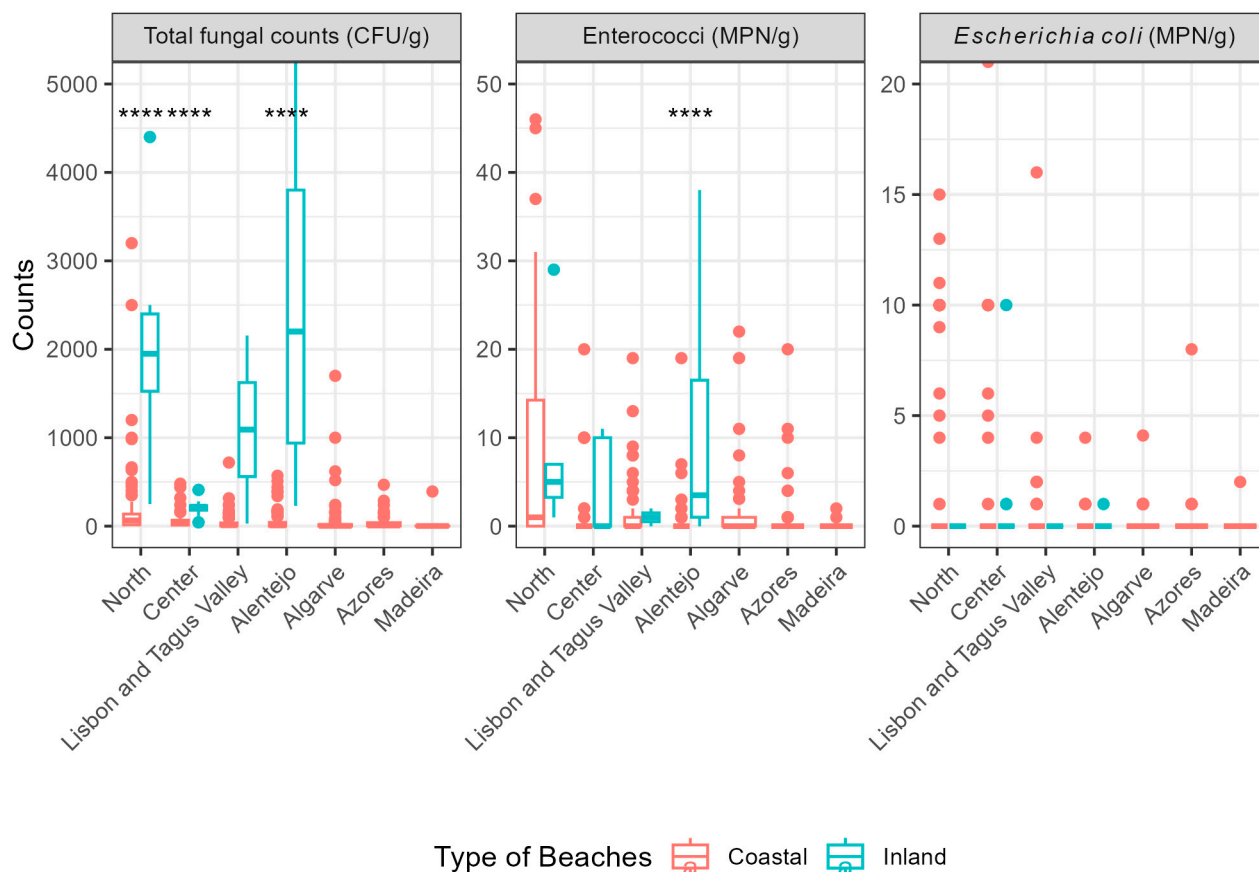 Total fungal counts (CFU/g)
Enterococci (MPN/g)
Escherichia coli (MPN/g)
Counts
5000
4000
3000
2000
1000
0
**** ****
****
North
Center
Lisbon and Tagus Valley
Alentejo
Algarve
Azores
Madeira
50
40
30
20
10
0
****
North
Center
Lisbon and Tagus Valley
Alentejo
Algarve
Azores
Madeira
20
15
10
5
0
North
Center
Lisbon and Tagus Valley
Alentejo
Algarve
Azores
Madeira
Type of Beaches Coastal Inland